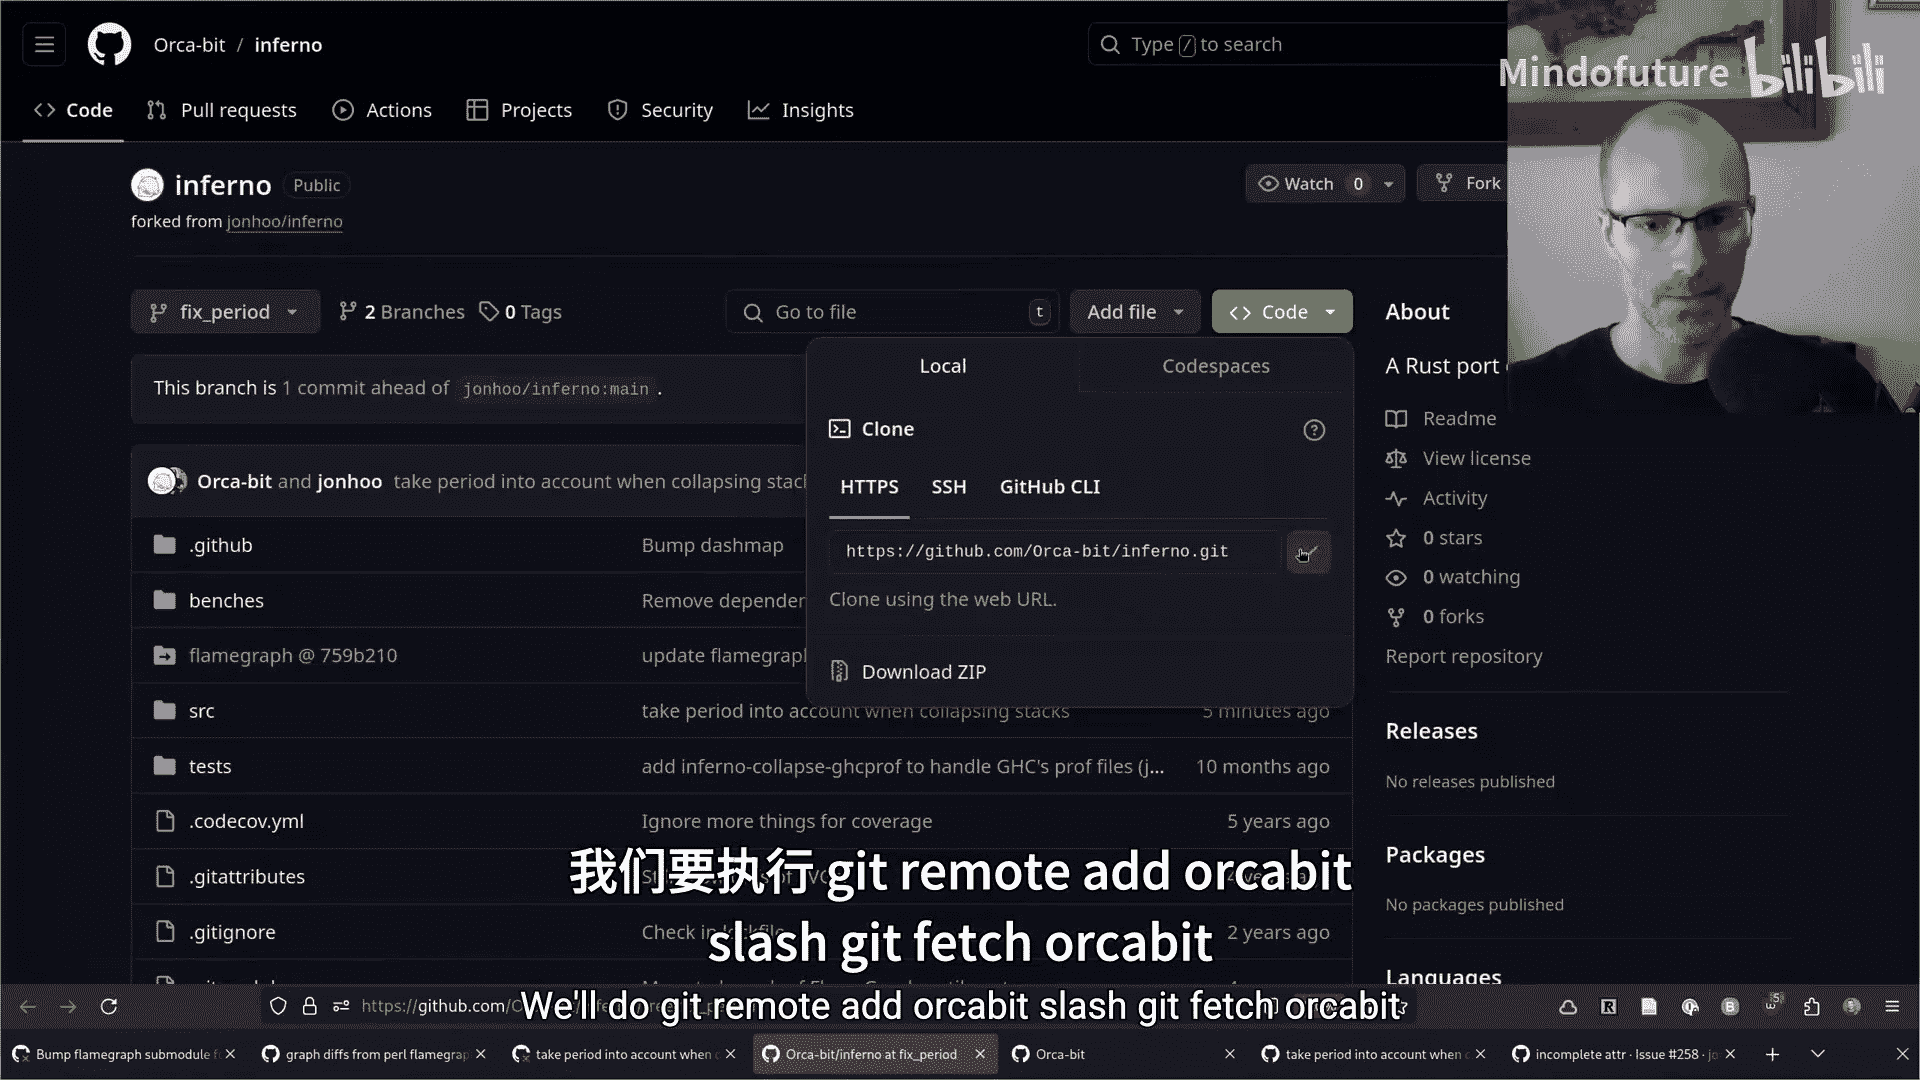 Orca-bit / inferno
Type / to search
Mindofuture bilibili
Code Pull requests Actions Projects Security Insights
inferno Public
Watch 0 Fork
forked from jonhoo/inferno
fix_period 2 Branches 0 Tags Go to file t Add file Code About
Local Codespaces
A Rust port
This branch is 1 commit ahead of jonhoo/inferno:main .
Readme
Clone
View license
Orca-bit and jonhoo take period into account when collapsing stac
HTTPS SSH GitHub CLI
Activity
0 stars
.github Bump dashmap
https://github.com/Orca-bit/inferno.git
0 watching
benches Remove depender
Clone using the web URL.
0 forks
flamegraph @ 759b210 update flamegrap
Report repository
Download ZIP
src take period into account when collapsing stacks 5 minutes ago
Releases
tests add inferno-collapse-ghcprof to handle GHC's prof files (j... 10 months ago
No releases published
.codecov.yml Ignore more things for coverage 5 years ago
Packages
.gitattributes
我们要执行 git remote add orcabit
slash git fetch orcabit
No packages published
.gitignore Check in lockfile 2 years ago
Languages
https://github.com/
We'll do git remote add orcabit slash git fetch orcabit
Bump flamegraph submodule graph diffs from perl flamegrap take period into account when Orca-bit/inferno at fix_period Orca-bit take period into account when incomplete attr · Issue #258 ·